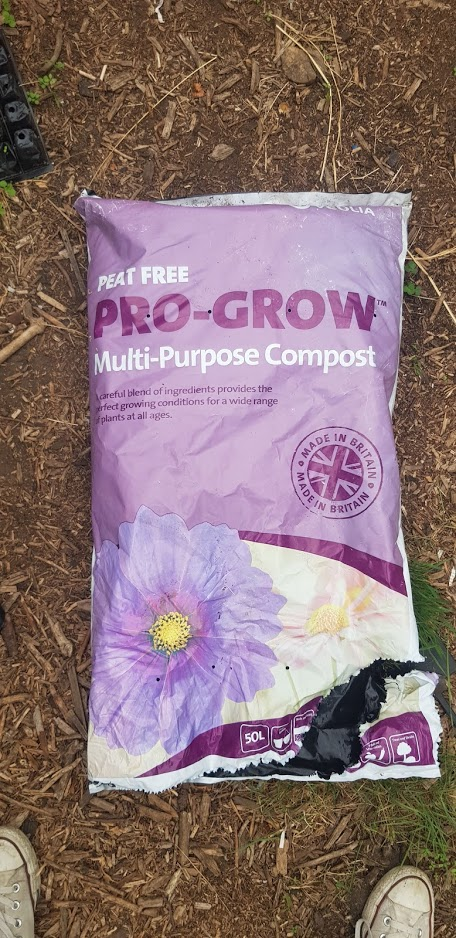 PEAT FREE
PRO-GROW™
Multi-Purpose Compost
A careful blend of ingredients provides the
perfect growing conditions for a wide range
of plants at all ages.
MADE IN BRITAIN
MADE IN BRITAIN
50L